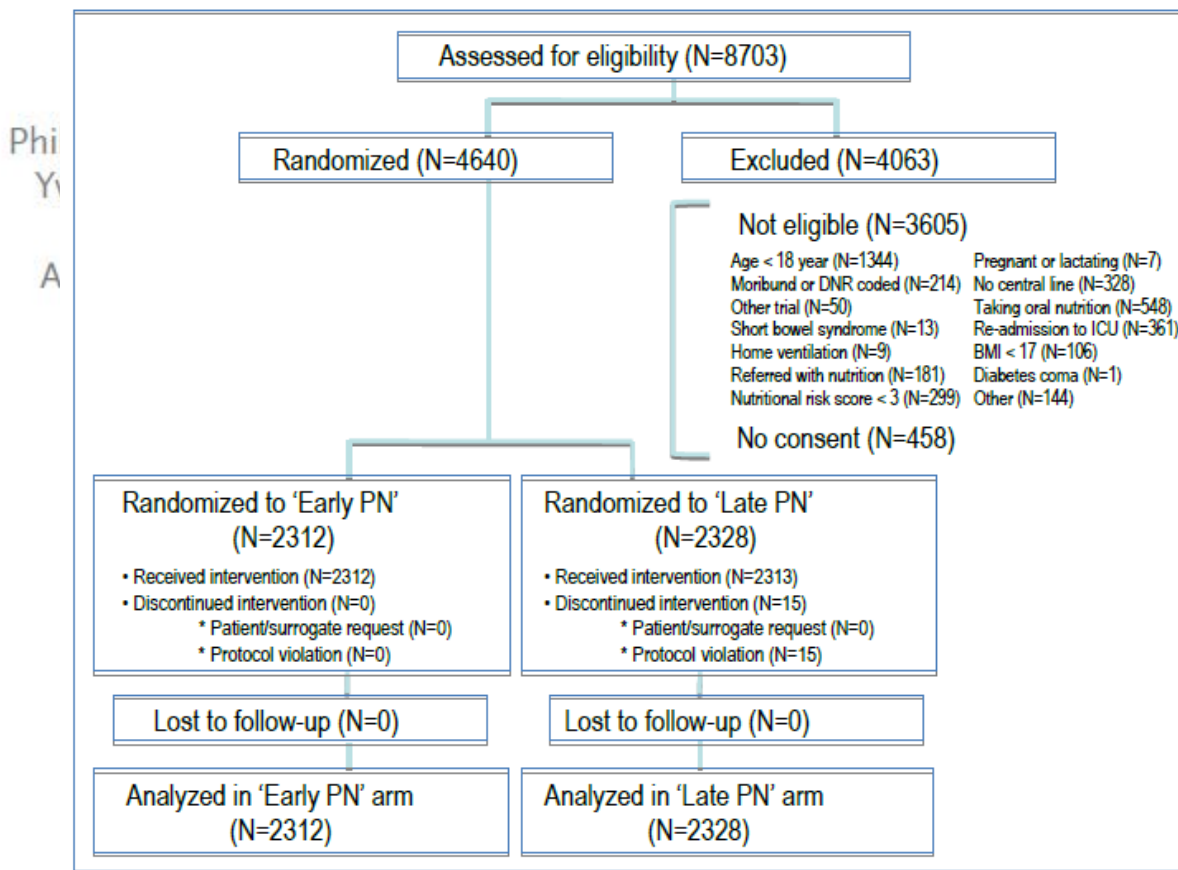 Assessed for eligibility (N=8703)
Randomized (N=4640)
Excluded (N=4063)
Phi
Yv
A
Not eligible (N=3605)
Age < 18 year (N=1344)
Moribund or DNR coded (N=214)
Other trial (N=50)
Short bowel syndrome (N=13)
Home ventilation (N=9)
Referred with nutrition (N=181)
Nutritional risk score < 3 (N=299)
Pregnant or lactating (N=7)
No central line (N=328)
Taking oral nutrition (N=548)
Re-admission to ICU (N=361)
BMI < 17 (N=106)
Diabetes coma (N=1)
Other (N=144)
No consent (N=458)
Randomized to ‘Early PN’
(N=2312)
• Received intervention (N=2312)
• Discontinued intervention (N=0)
* Patient/surrogate request (N=0)
* Protocol violation (N=0)
Randomized to ‘Late PN’
(N=2328)
• Received intervention (N=2313)
• Discontinued intervention (N=15)
* Patient/surrogate request (N=0)
* Protocol violation (N=15)
Lost to follow-up (N=0)
Lost to follow-up (N=0)
Analyzed in ‘Early PN’ arm
(N=2312)
Analyzed in ‘Late PN’ arm
(N=2328)